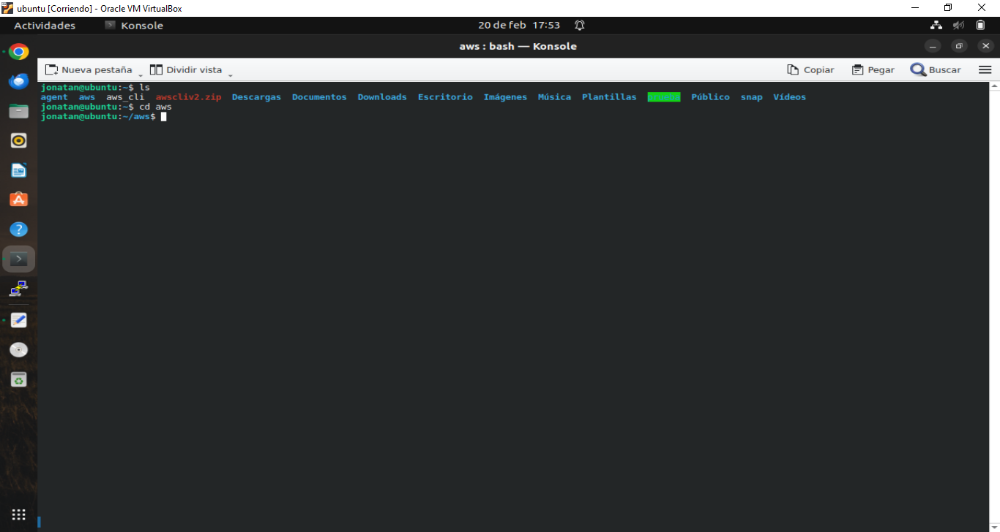 ubuntu [Corriendo] - Oracle VM VirtualBox
Actividades Konsole 20 de feb 17:53
aws : bash — Konsole
Nueva pestaña Dividir vista Copiar Pegar Buscar
jonatan@ubuntu:~$ ls
agent aws aws_cli awscliv2.zip Descargas Documentos Downloads Escritorio Imágenes Música Plantillas Público snap Vídeos
jonatan@ubuntu:~$ cd aws
jonatan@ubuntu:~/aws$